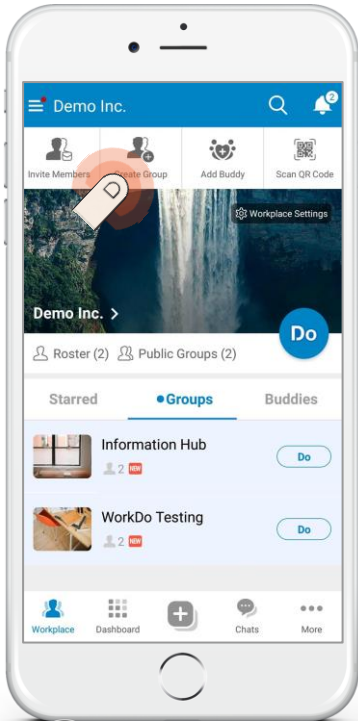 Demo Inc.
2
Invite Members
Create Group
Add Buddy
Scan QR Code
Workplace Settings
Demo Inc. >
Do
Roster (2) Public Groups (2)
Starred
Groups
Buddies
Information Hub
2 NEW
Do
WorkDo Testing
2 NEW
Do
Workplace
Dashboard
Chats
More